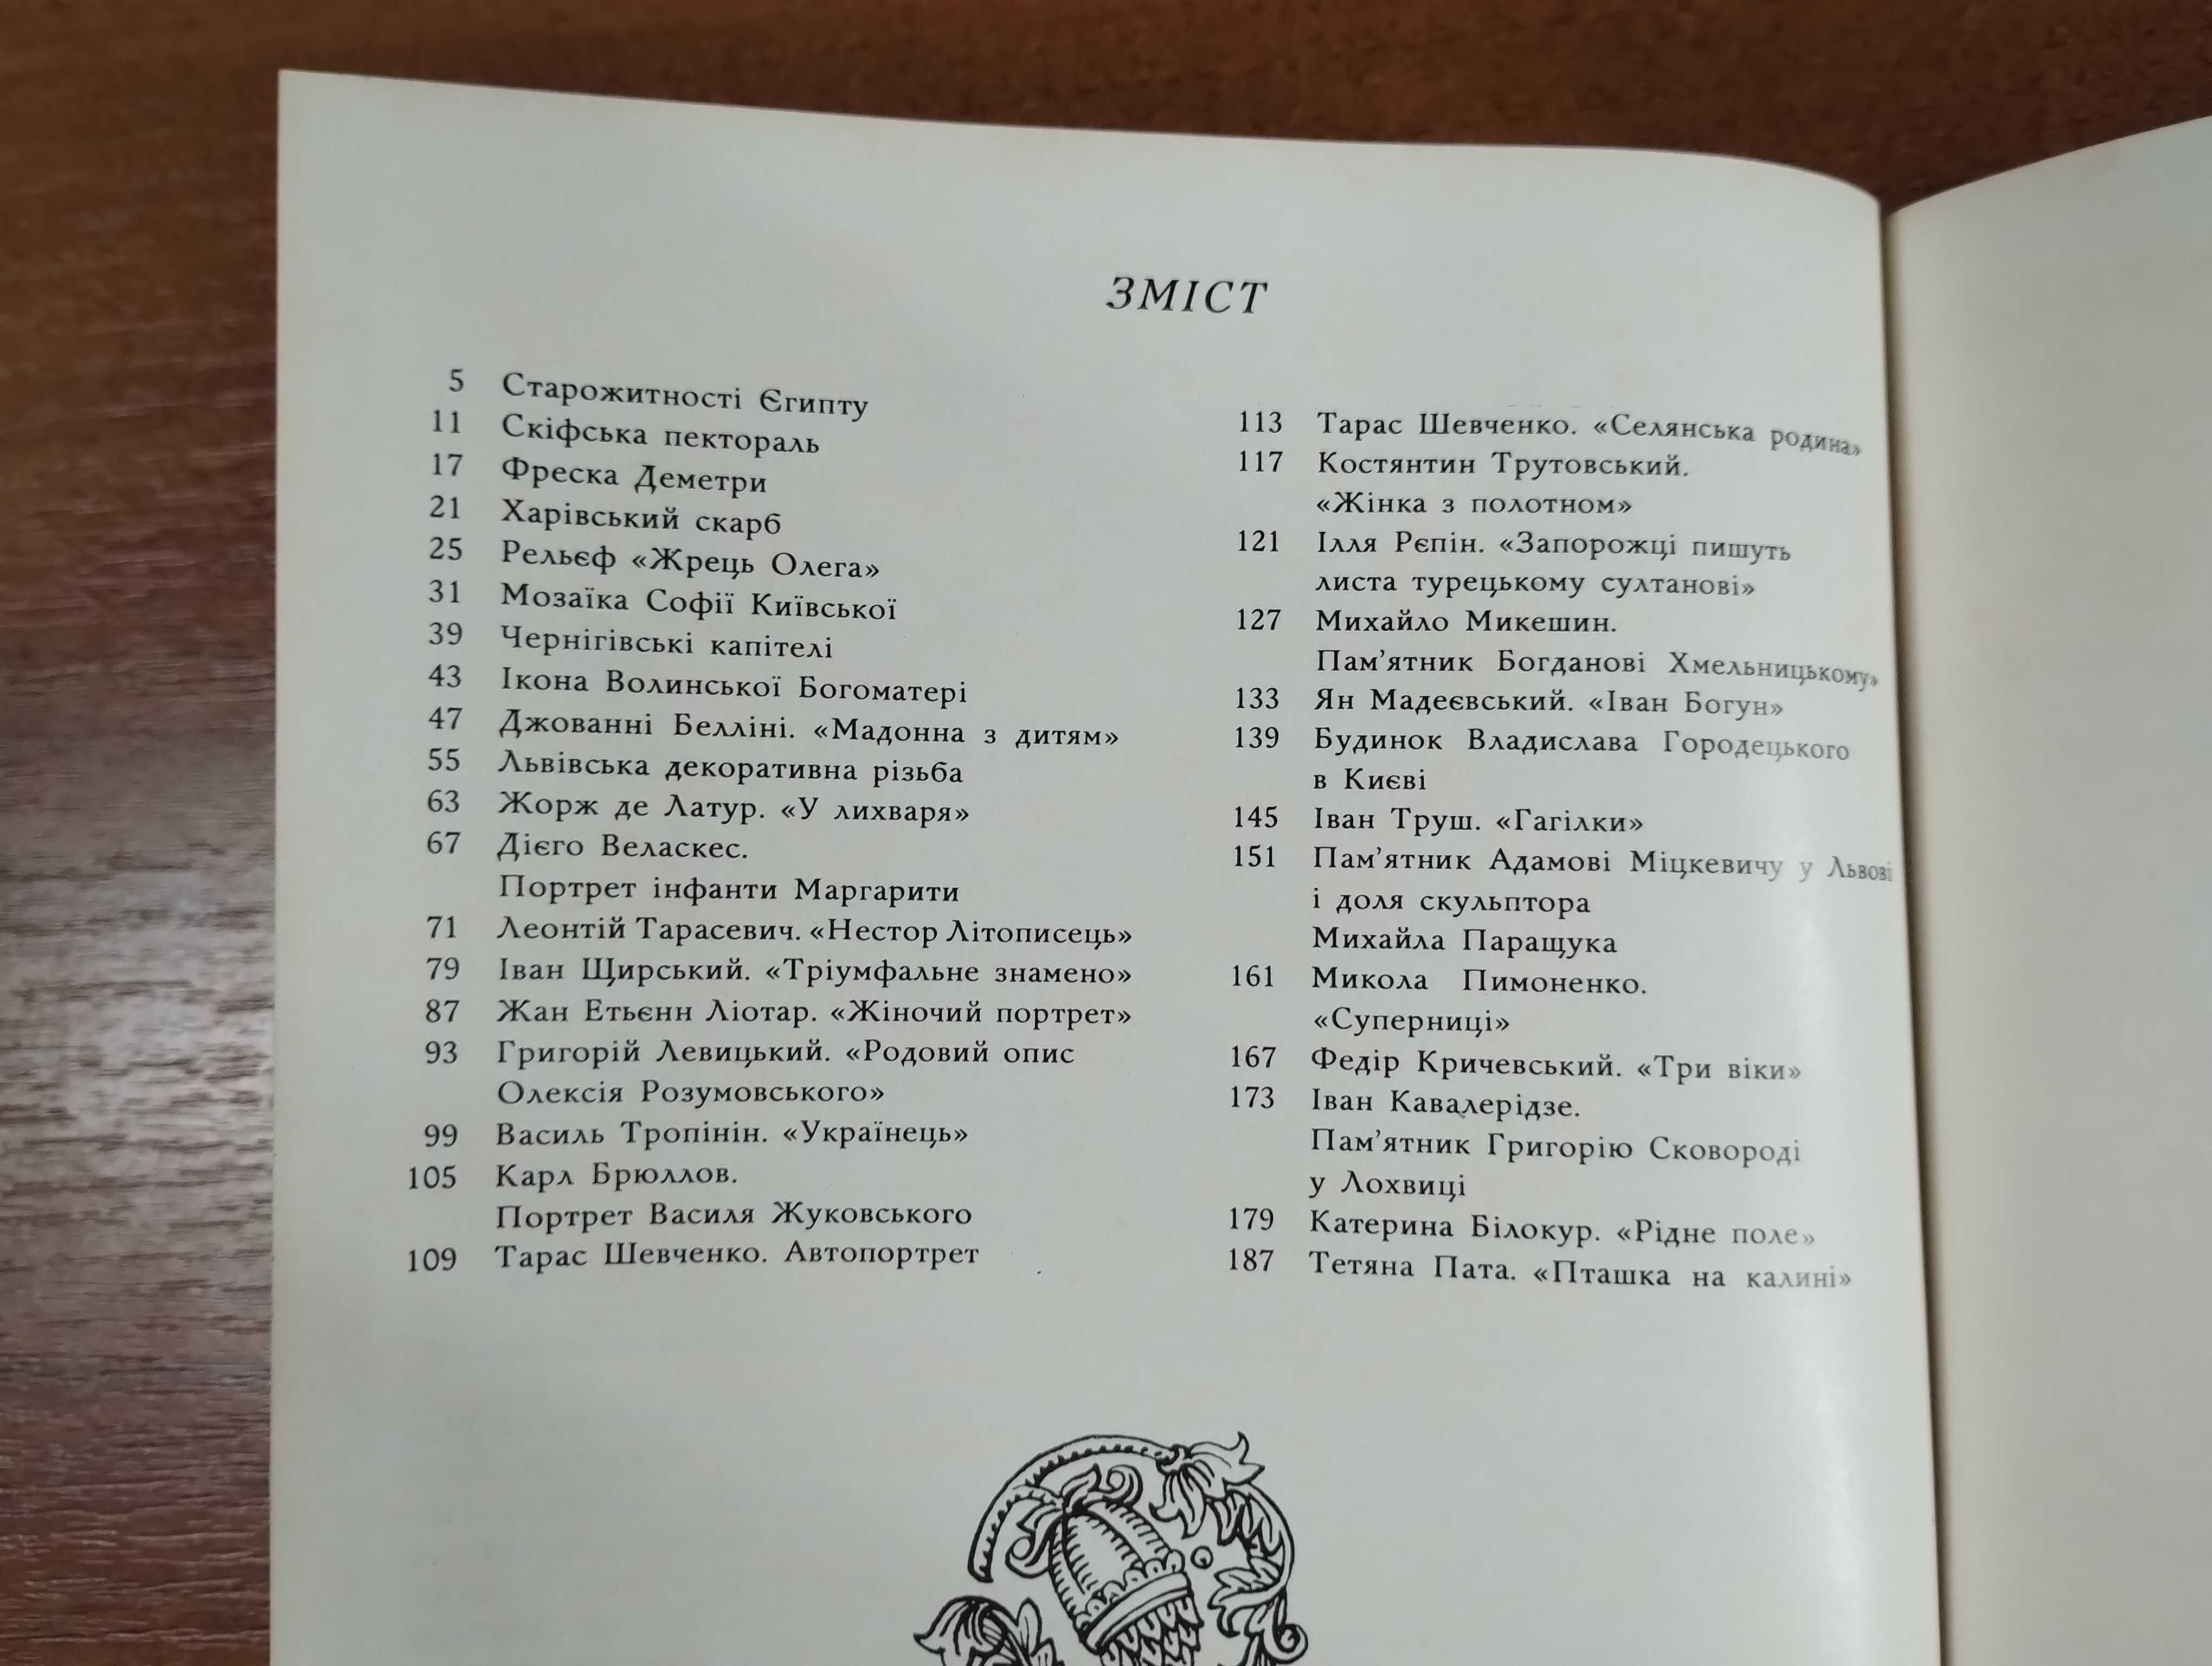 ЗМІСТ
5 Старожитності Єгипту
11 Скіфська пектораль
17 Фреска Деметри
21 Харівський скарб
25 Рельєф «Жрець Олега»
31 Мозаїка Софії Київської
39 Чернігівські капітелі
43 Ікона Волинської Богоматері
47 Джованні Белліні. «Мадонна з дитям»
55 Львівська декоративна різьба
63 Жорж де Латур. «У лихваря»
67 Дієго Веласкес.
Портрет інфанти Маргарити
71 Леонтій Тарасевич. «Нестор Літописець»
79 Іван Щирський. «Тріумфальне знамено»
87 Жан Етьєнн Ліотар. «Жіночий портрет»
93 Григорій Левицький. «Родовий опис
Олексія Розумовського»
99 Василь Тропінін. «Українець»
105 Карл Брюллов.
Портрет Василя Жуковського
109 Тарас Шевченко. Автопортрет
113 Тарас Шевченко. «Селянська родина»
117 Костянтин Трутовський.
«Жінка з полотном»
121 Ілля Рєпін. «Запорожці пишуть
листа турецькому султанові»
127 Михайло Микешин.
Пам'ятник Богданові Хмельницькому»
133 Ян Мадеєвський. «Іван Богун»
139 Будинок Владислава Городецького
в Києві
145 Іван Труш. «Гагілки»
151 Пам'ятник Адамові Міцкевичу у Львові
і доля скульптора
Михайла Паращука
161 Микола Пимоненко.
«Суперниці»
167 Федір Кричевський. «Три віки»
173 Іван Кавалерідзе.
Пам'ятник Григорію Сковороді
у Лохвиці
179 Катерина Білокур. «Рідне поле»
187 Тетяна Пата. «Пташка на калині»